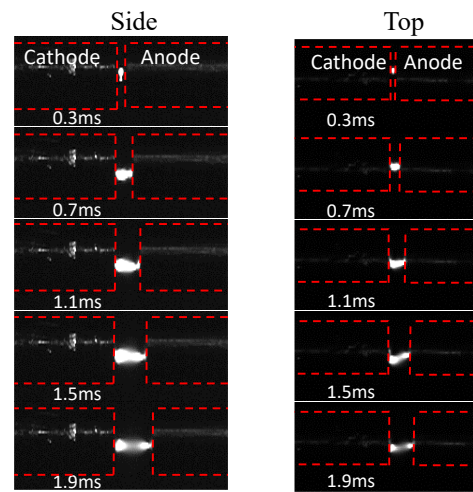 Side
Cathode Anode
0.3ms
0.7ms
1.1ms
1.5ms
1.9ms
Top
Cathode Anode
0.3ms
0.7ms
1.1ms
1.5ms
1.9ms